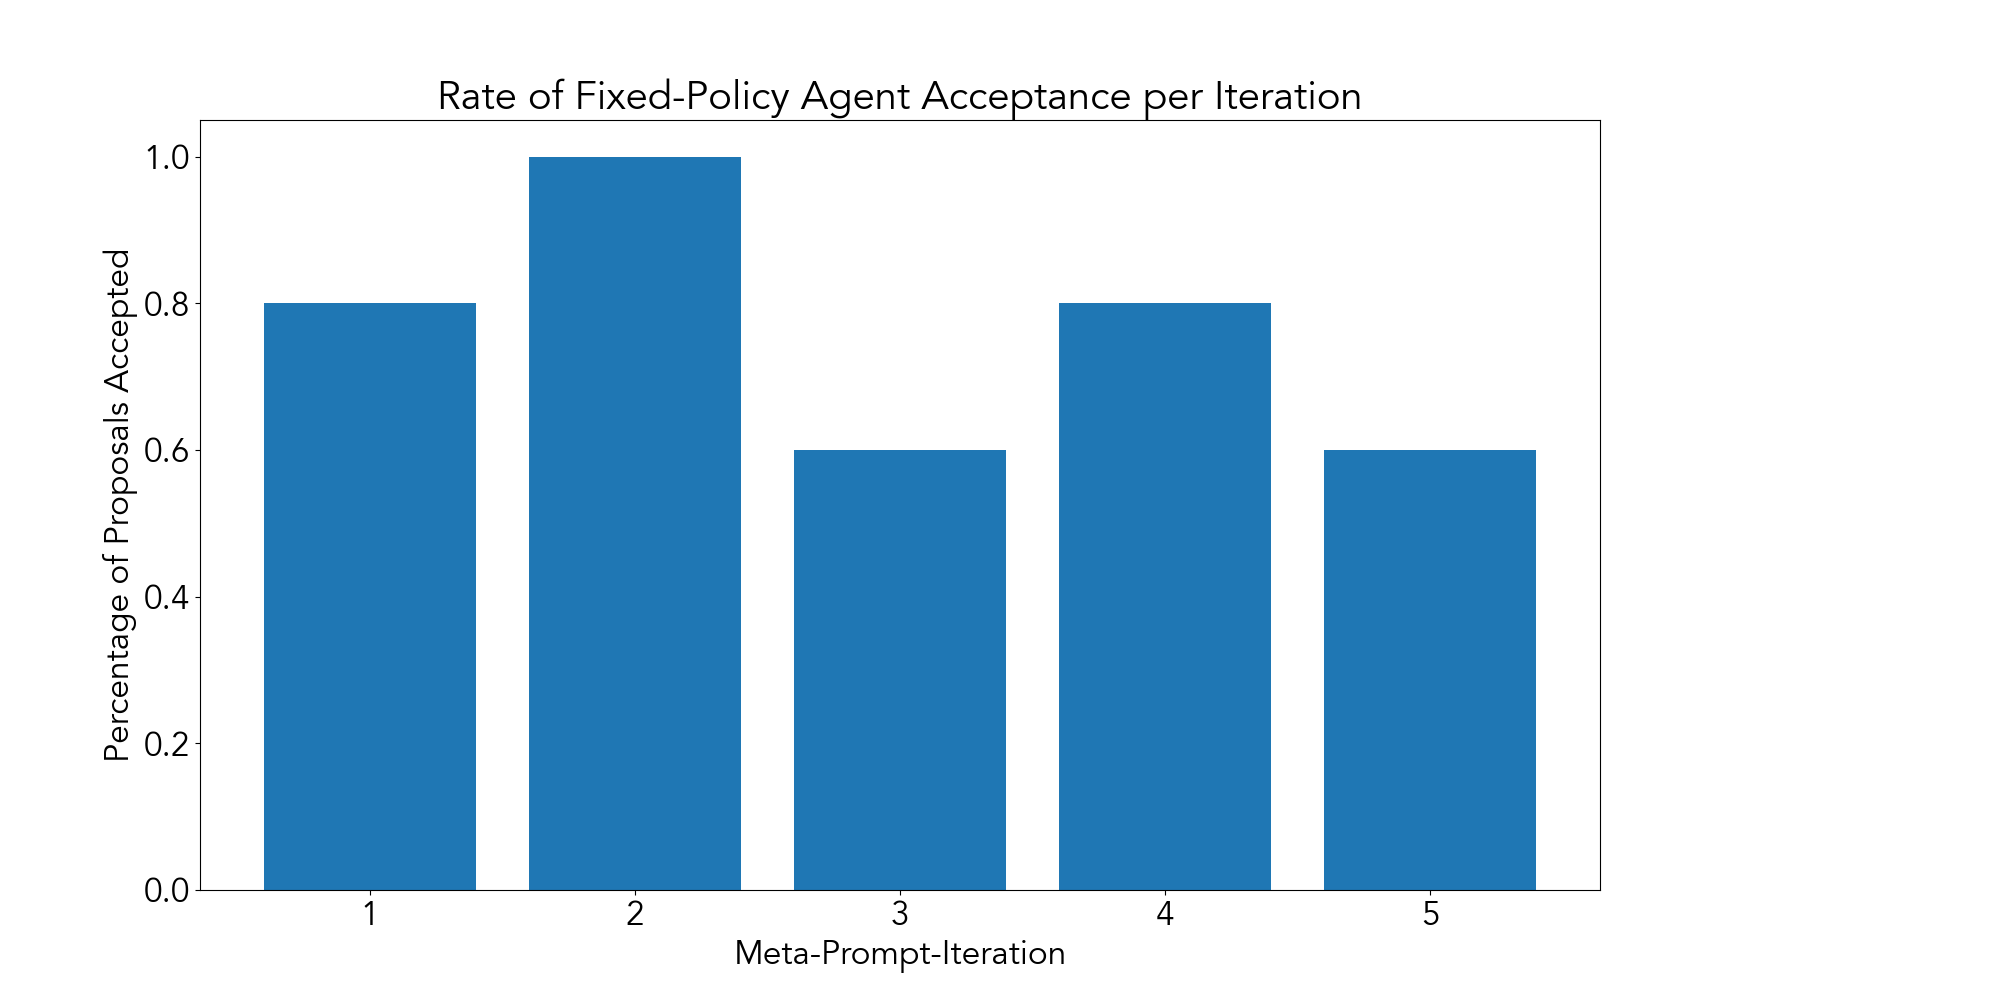 Rate of Fixed-Policy Agent Acceptance per Iteration
Percentage of Proposals Accepted
1.0
0.8
0.6
0.4
0.2
0.0
1 2 3 4 5
Meta-Prompt-Iteration